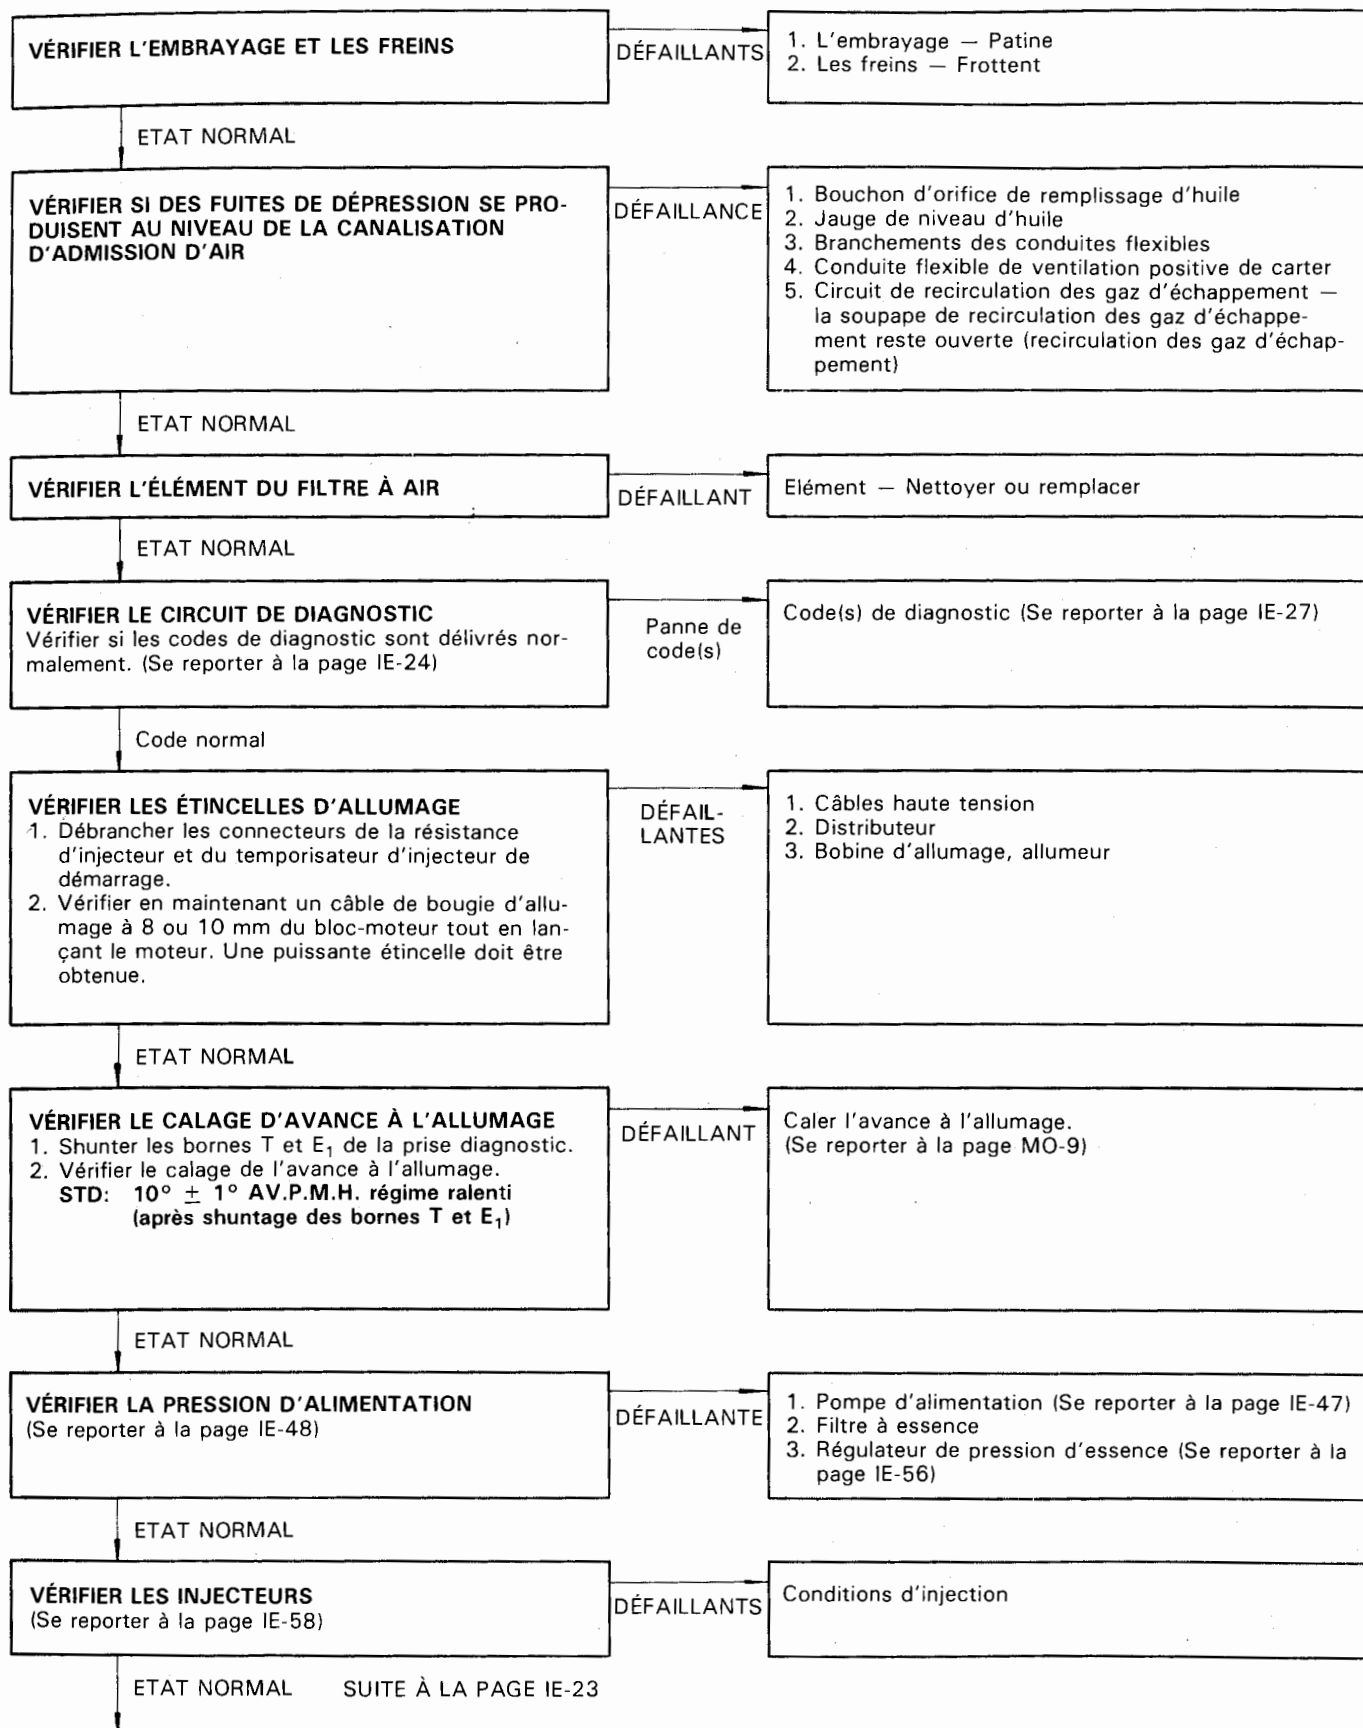 VÉRIFIER L'EMBRAYAGE ET LES FREINS
DÉFAILLANTS
1. L'embrayage — Patine
2. Les freins — Frottent
ETAT NORMAL
VÉRIFIER SI DES FUITES DE DÉPRESSION SE PRO-
DUISENT AU NIVEAU DE LA CANALISATION
D'ADMISSION D'AIR
DÉFAILLANCE
1. Bouchon d'orifice de remplissage d'huile
2. Jauge de niveau d'huile
3. Branchements des conduites flexibles
4. Conduite flexible de ventilation positive de carter
5. Circuit de recirculation des gaz d'échappement —
la soupape de recirculation des gaz d'échappe-
ment reste ouverte (recirculation des gaz d'échap-
pement)
ETAT NORMAL
VÉRIFIER L'ÉLÉMENT DU FILTRE À AIR
DÉFAILLANT
Elément — Nettoyer ou remplacer
ETAT NORMAL
VÉRIFIER LE CIRCUIT DE DIAGNOSTIC
Vérifier si les codes de diagnostic sont délivrés nor-
malement. (Se reporter à la page IE-24)
Panne de
code(s)
Code(s) de diagnostic (Se reporter à la page IE-27)
Code normal
VÉRIFIER LES ÉTINCELLES D'ALLUMAGE
1. Débrancher les connecteurs de la résistance
d'injecteur et du temporisateur d'injecteur de
démarrage.
2. Vérifier en maintenant un câble de bougie d'allu-
mage à 8 ou 10 mm du bloc-moteur tout en lan-
çant le moteur. Une puissante étincelle doit être
obtenue.
DÉFAIL-
LANTES
1. Câbles haute tension
2. Distributeur
3. Bobine d'allumage, allumeur
ETAT NORMAL
VÉRIFIER LE CALAGE D'AVANCE À L'ALLUMAGE
1. Shunter les bornes T et E₁ de la prise diagnostic.
2. Vérifier le calage de l'avance à l'allumage.
STD: 10° ± 1° AV.P.M.H. régime ralenti
(après shuntage des bornes T et E₁)
DÉFAILLANT
Caler l'avance à l'allumage.
(Se reporter à la page MO-9)
ETAT NORMAL
VÉRIFIER LA PRESSION D'ALIMENTATION
(Se reporter à la page IE-48)
DÉFAILLANTE
1. Pompe d'alimentation (Se reporter à la page IE-47)
2. Filtre à essence
3. Régulateur de pression d'essence (Se reporter à la
page IE-56)
ETAT NORMAL
VÉRIFIER LES INJECTEURS
(Se reporter à la page IE-58)
DÉFAILLANTS
Conditions d'injection
ETAT NORMAL SUITE À LA PAGE IE-23